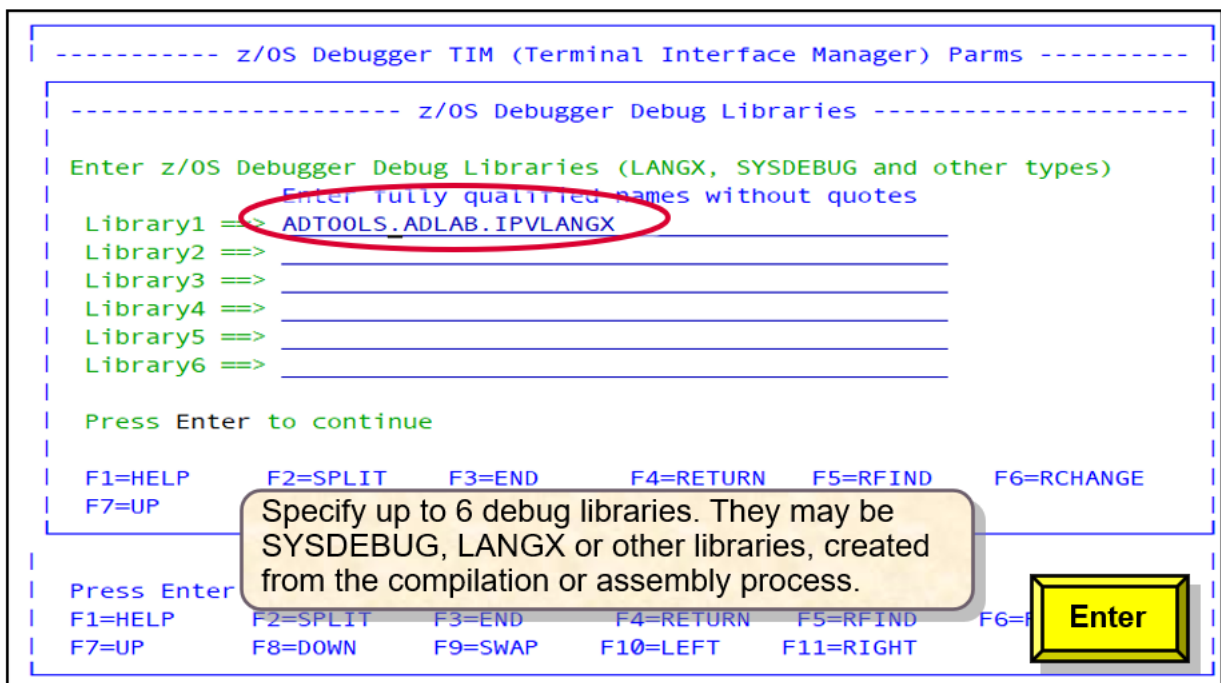 ----------- z/OS Debugger TIM (Terminal Interface Manager) Parms ----------
---------------------- z/OS Debugger Debug Libraries ---------------------
Enter z/OS Debugger Debug Libraries (LANGX, SYSDEBUG and other types)
Enter fully qualified names without quotes
Library1 ==> ADTOOLS.ADLAB.IPVLANGX
Library2 ==>
Library3 ==>
Library4 ==>
Library5 ==>
Library6 ==>
Press Enter to continue
F1=HELP F2=SPLIT F3=END F4=RETURN F5=RFIND F6=RCHANGE
F7=UP
Specify up to 6 debug libraries. They may be
SYSDEBUG, LANGX or other libraries, created
from the compilation or assembly process.
Press Enter
F1=HELP F2=SPLIT F3=END F4=RETURN F5=RFIND F6=
F7=UP F8=DOWN F9=SWAP F10=LEFT F11=RIGHT
Enter